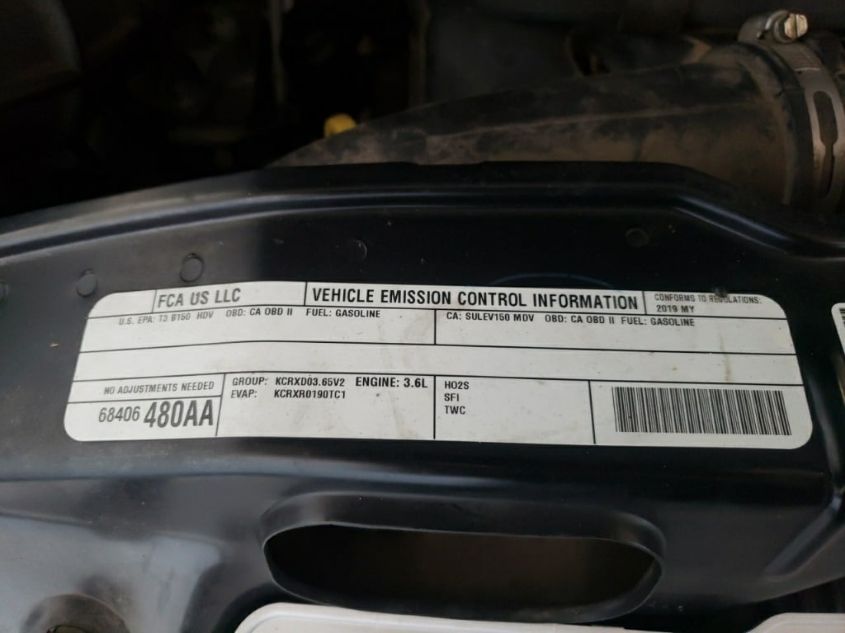 FCA US LLC
VEHICLE EMISSION CONTROL INFORMATION
CONFORMS TO REGULATIONS:
2019 MY
U.S. EPA: T3 B150 HDV OBD: CA OBD II FUEL: GASOLINE
CA: SULEV150 MDV OBD: CA OBD II FUEL: GASOLINE
NO ADJUSTMENTS NEEDED
68406 480AA
GROUP: KCRXD03.65V2 ENGINE: 3.6L
EVAP: KCRXR0190TC1
HO2S
SFI
TWC